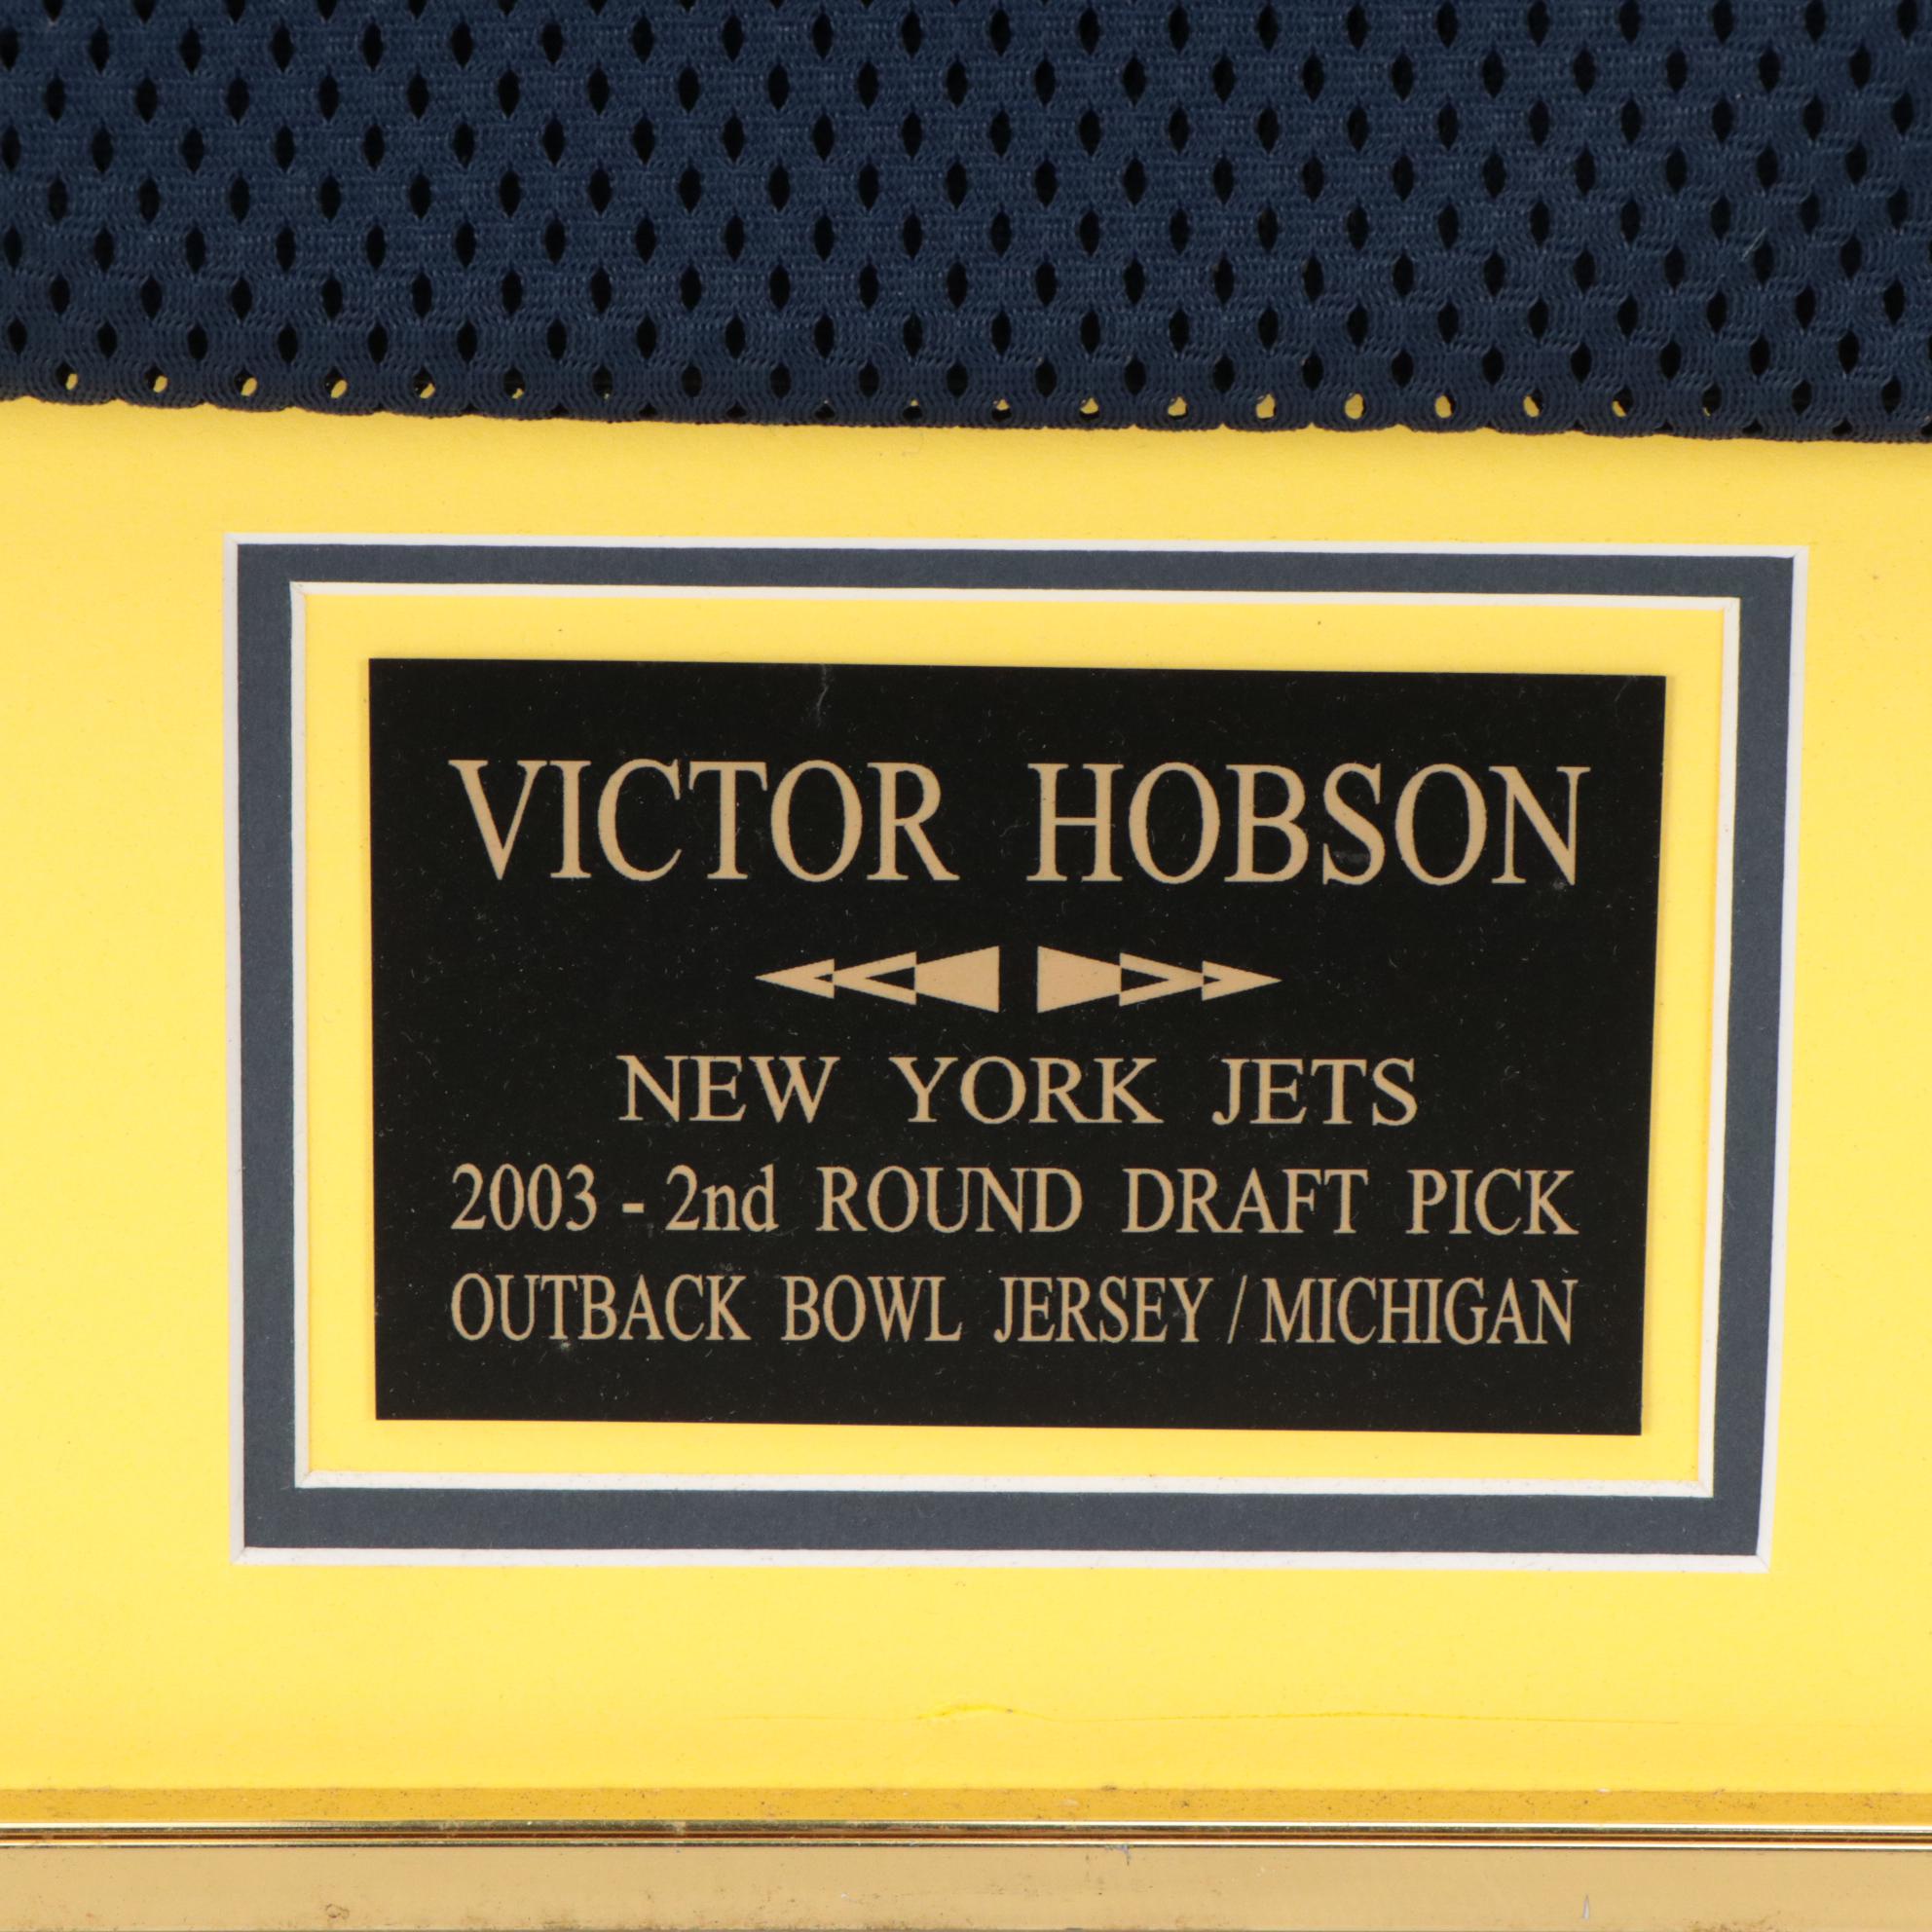 VICTOR HOBSON
NEW YORK JETS
2003 - 2nd ROUND DRAFT PICK
OUTBACK BOWL JERSEY / MICHIGAN